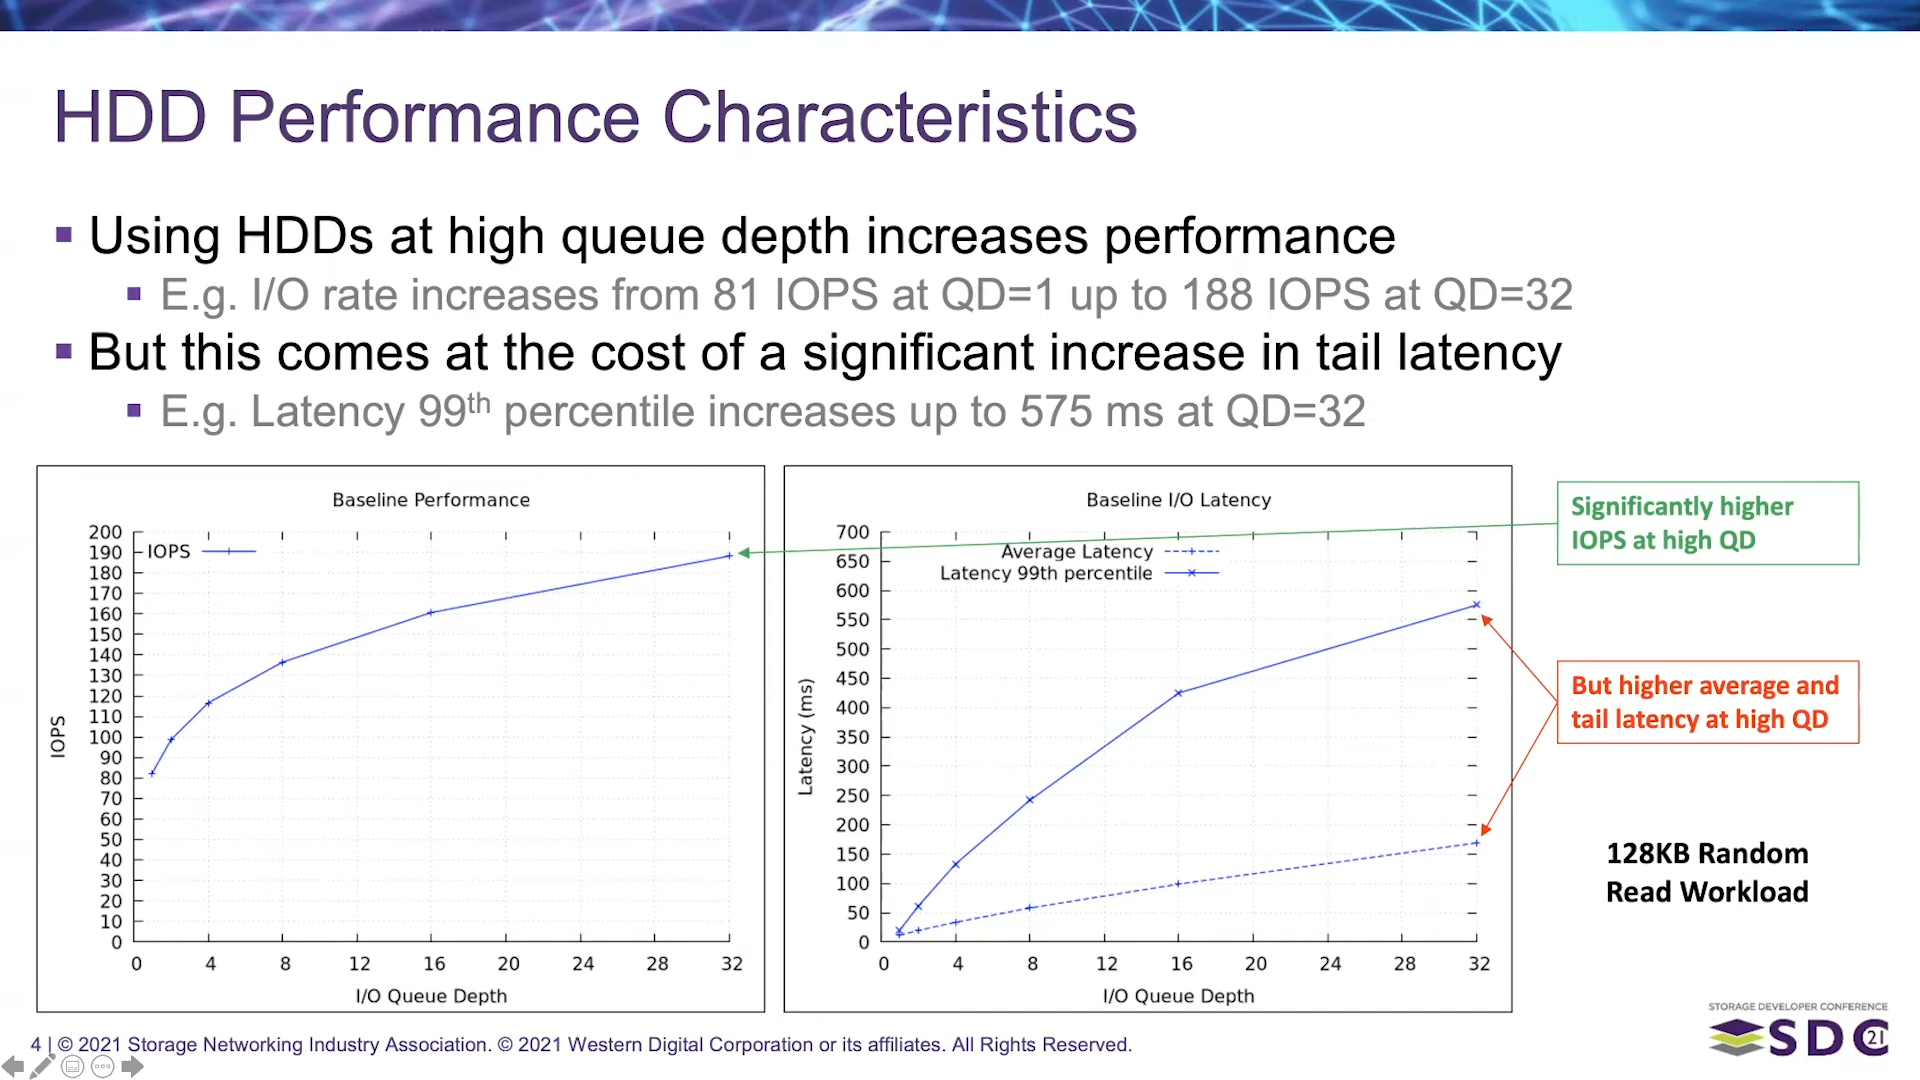 HDD Performance Characteristics
Using HDDs at high queue depth increases performance
E.g. I/O rate increases from 81 IOPS at QD=1 up to 188 IOPS at QD=32
But this comes at the cost of a significant increase in tail latency
E.g. Latency 99th percentile increases up to 575 ms at QD=32
Baseline Performance
IOPS
200
190
180
170
160
150
140
130
120
110
100
90
80
70
60
50
40
30
20
10
0
IOPS
0 4 8 12 16 20 24 28 32
I/O Queue Depth
Baseline I/O Latency
Average Latency
Latency 99th percentile
700
650
600
550
500
450
400
350
300
250
200
150
100
50
0
Latency (ms)
0 4 8 12 16 20 24 28 32
I/O Queue Depth
Significantly higher
IOPS at high QD
But higher average and
tail latency at high QD
128KB Random
Read Workload
4 | © 2021 Storage Networking Industry Association. © 2021 Western Digital Corporation or its affiliates. All Rights Reserved.
STORAGE DEVELOPER CONFERENCE
SDC 21